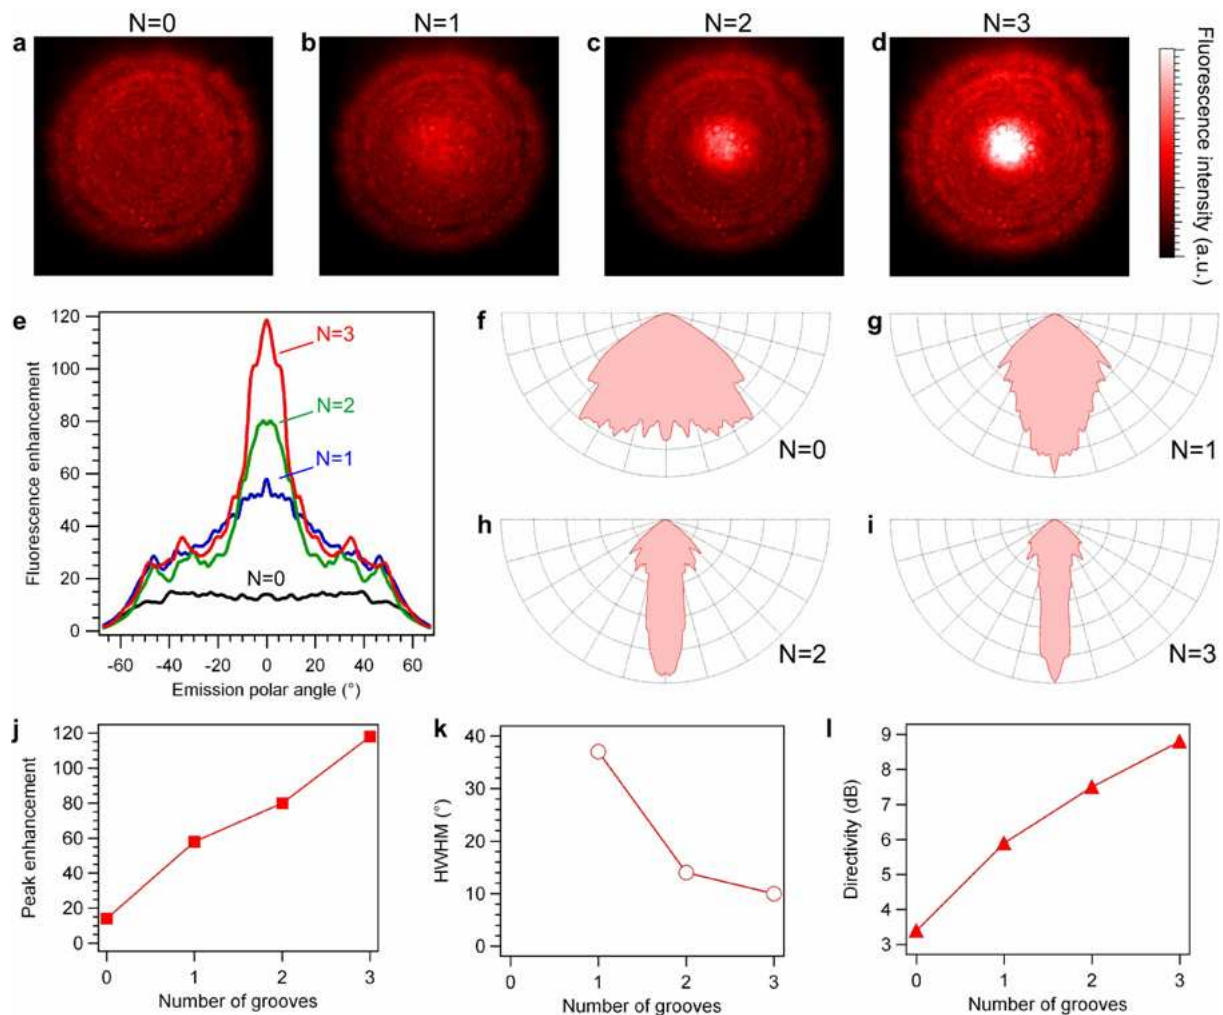 N=0
N=1
N=2
N=3
a
b
c
d
Fluorescence intensity (a.u.)
e
120
100
80
60
40
20
0
Fluorescence enhancement
N=3
N=2
N=1
N=0
-60
-40
-20
0
20
40
60
Emission polar angle (°)
f
N=0
g
N=1
h
N=2
i
N=3
j
120
100
80
60
40
20
0
Peak enhancement
0
1
2
3
Number of grooves
k
40
30
20
10
0
HWHM (°)
0
1
2
3
Number of grooves
l
9
8
7
6
5
4
3
Directivity (dB)
0
1
2
3
Number of grooves